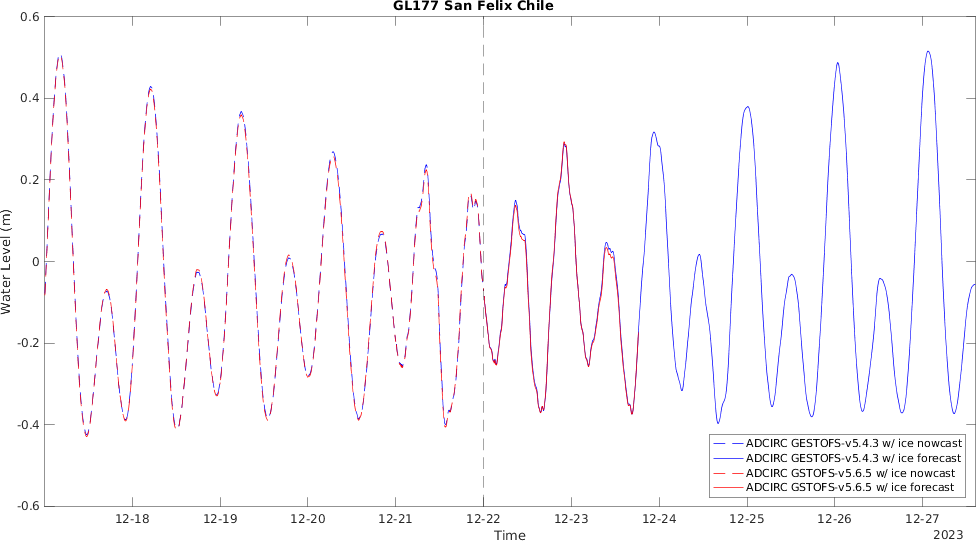 GL177 San Felix Chile
0.6
0.4
0.2
0
-0.2
-0.4
-0.6
Water Level (m)
ADCIRC GESTOFS-v5.4.3 w/ ice nowcast
ADCIRC GESTOFS-v5.4.3 w/ ice forecast
ADCIRC GSTOFS-v5.6.5 w/ ice nowcast
ADCIRC GSTOFS-v5.6.5 w/ ice forecast
12-18 12-19 12-20 12-21 12-22 12-23 12-24 12-25 12-26 12-27
Time
2023